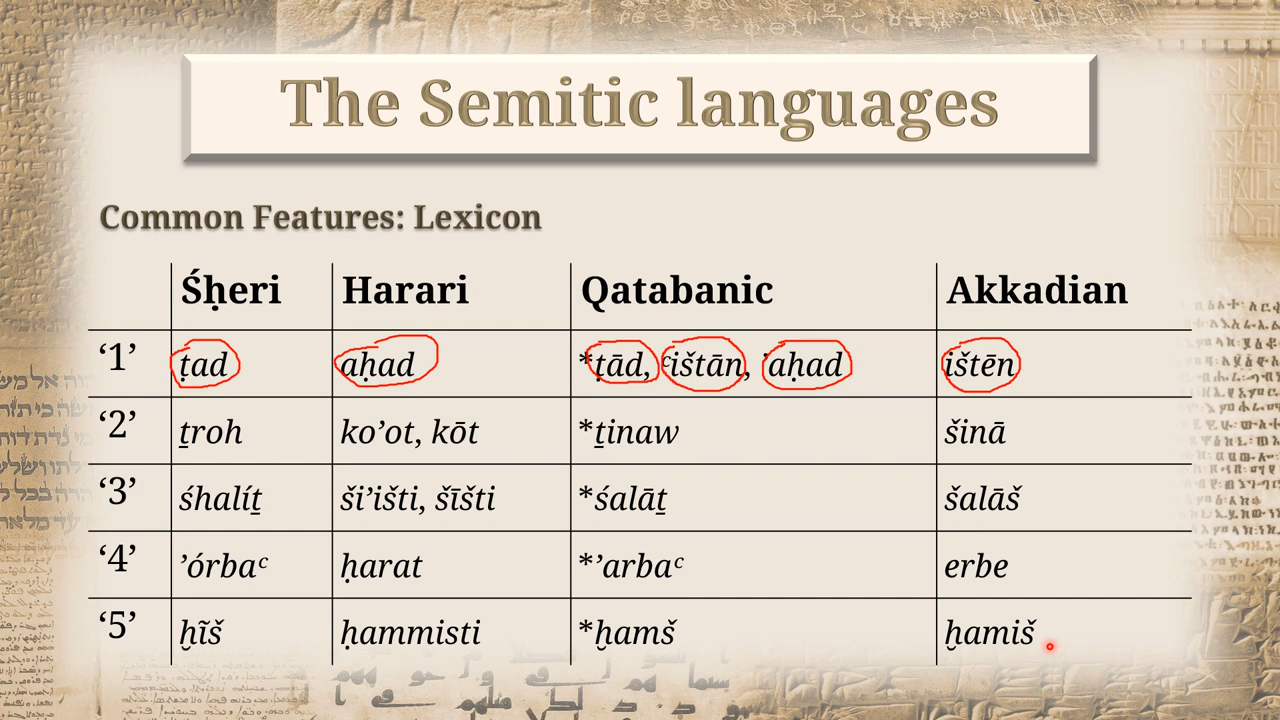 The Semitic languages
Common Features: Lexicon
Śḥeri Harari Qatabanic Akkadian
‘1’ ṭad aḥad *ṭād, ᶜištān, ’aḥad ištēn
‘2’ ṯroh ko’ot, kōt *ṯinaw šinā
‘3’ śhalíṯ ši’išti, šīšti *śalāṯ šalāš
‘4’ ’órbaᶜ ḥarat *’arbaᶜ erbe
‘5’ ḫĩš ḥammisti *ḫamš ḫamiš